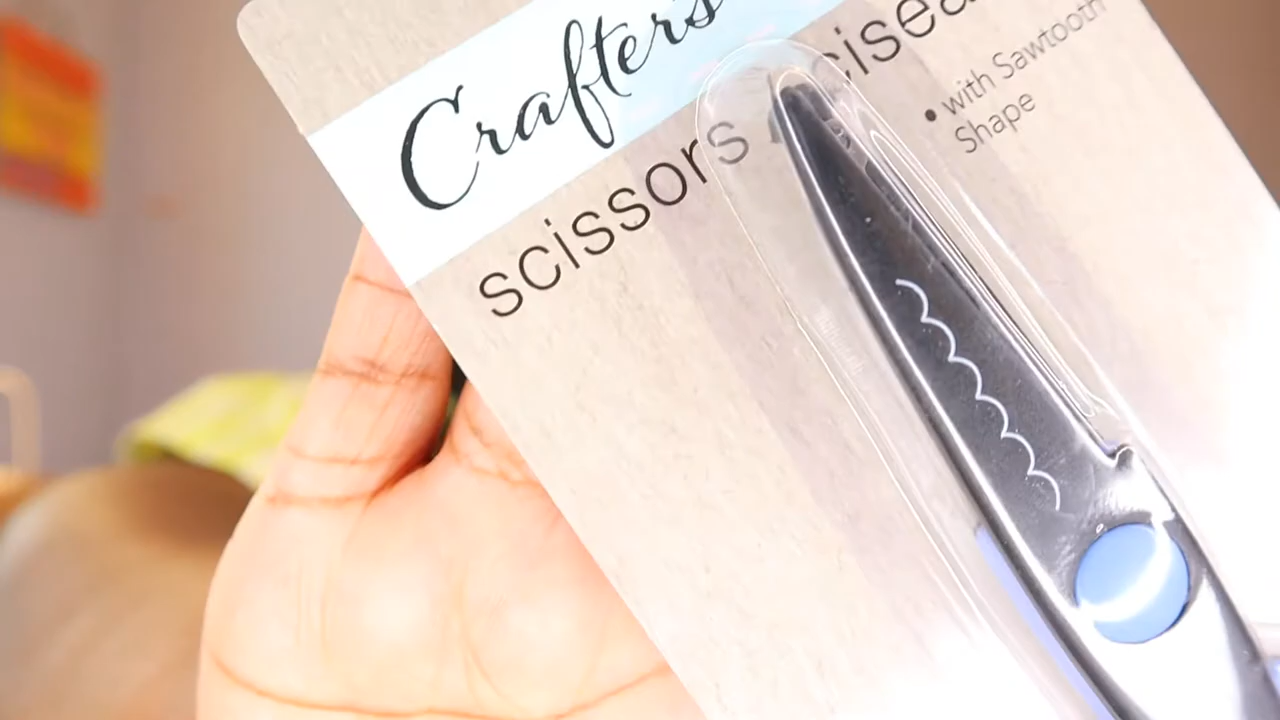 Crafter's
scissors
• with Sawtooth
Shape